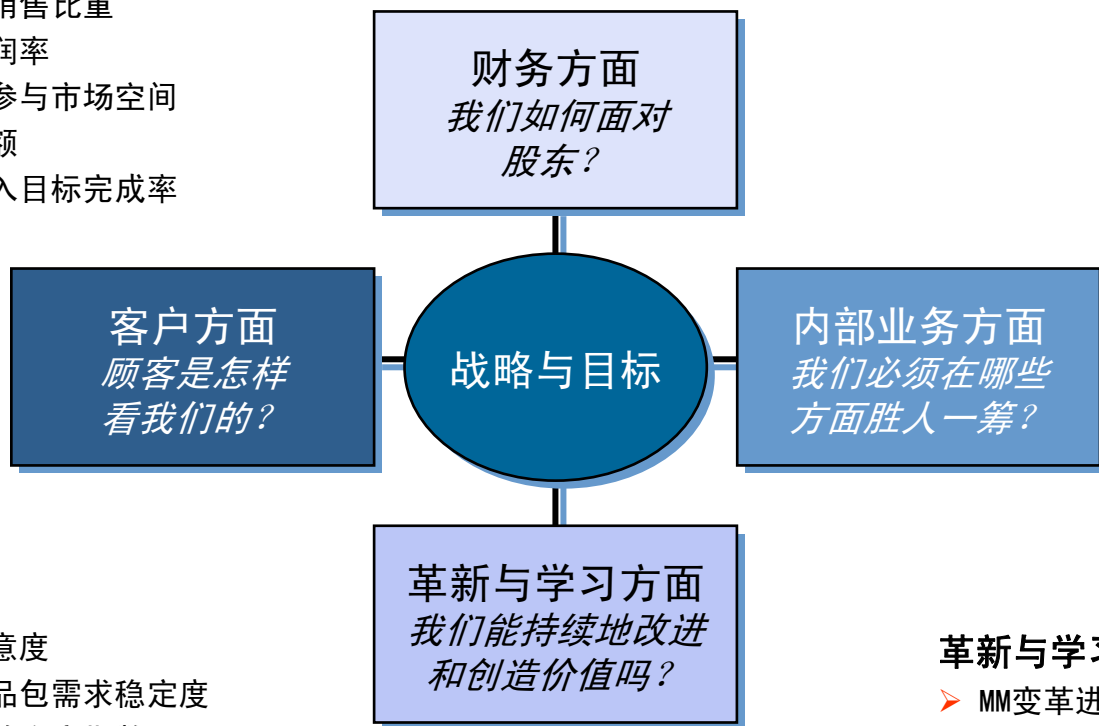 销售比重
润率
参与市场空间
额
入目标完成率
财务方面
我们如何面对
股东？
客户方面
顾客是怎样
看我们的？
战略与目标
内部业务方面
我们必须在哪些
方面胜人一筹？
革新与学习方面
我们能持续地改进
和创造价值吗？
意度
品包需求稳定度
革新与学习
➢ MM变革进